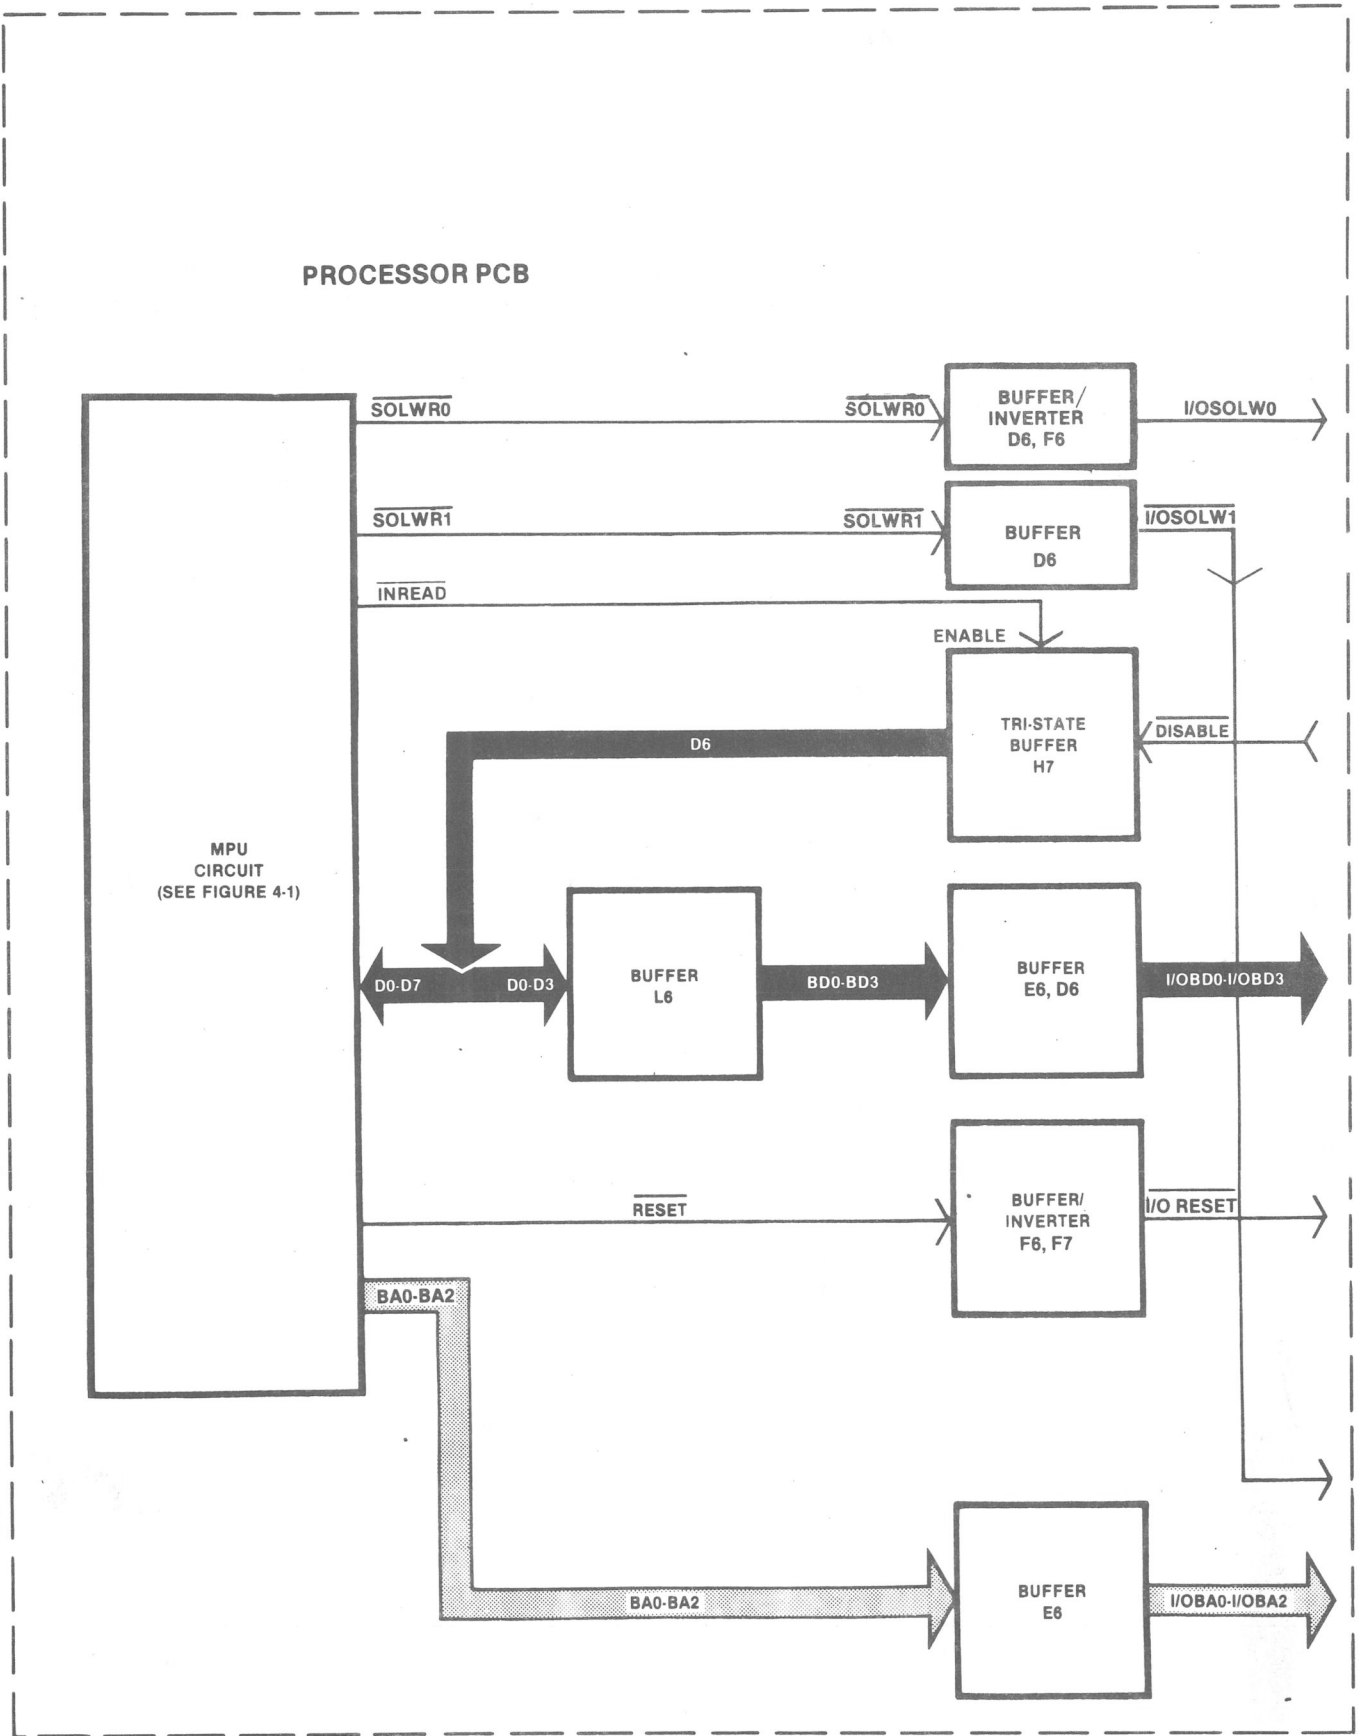 PROCESSOR PCB
SOLWR0
SOLWR0
BUFFER/
INVERTER
D6, F6
I/OSOLW0
SOLWR1
SOLWR1
BUFFER
D6
I/OSOLW1
INREAD
ENABLE
TRI-STATE
BUFFER
H7
DISABLE
D6
MPU
CIRCUIT
(SEE FIGURE 4-1)
D0-D7
D0-D3
BUFFER
L6
BD0-BD3
BUFFER
E6, D6
I/OBD0-I/OBD3
RESET
BUFFER/
INVERTER
F6, F7
I/O RESET
BA0-BA2
BA0-BA2
BUFFER
E6
I/OBA0-I/OBA2